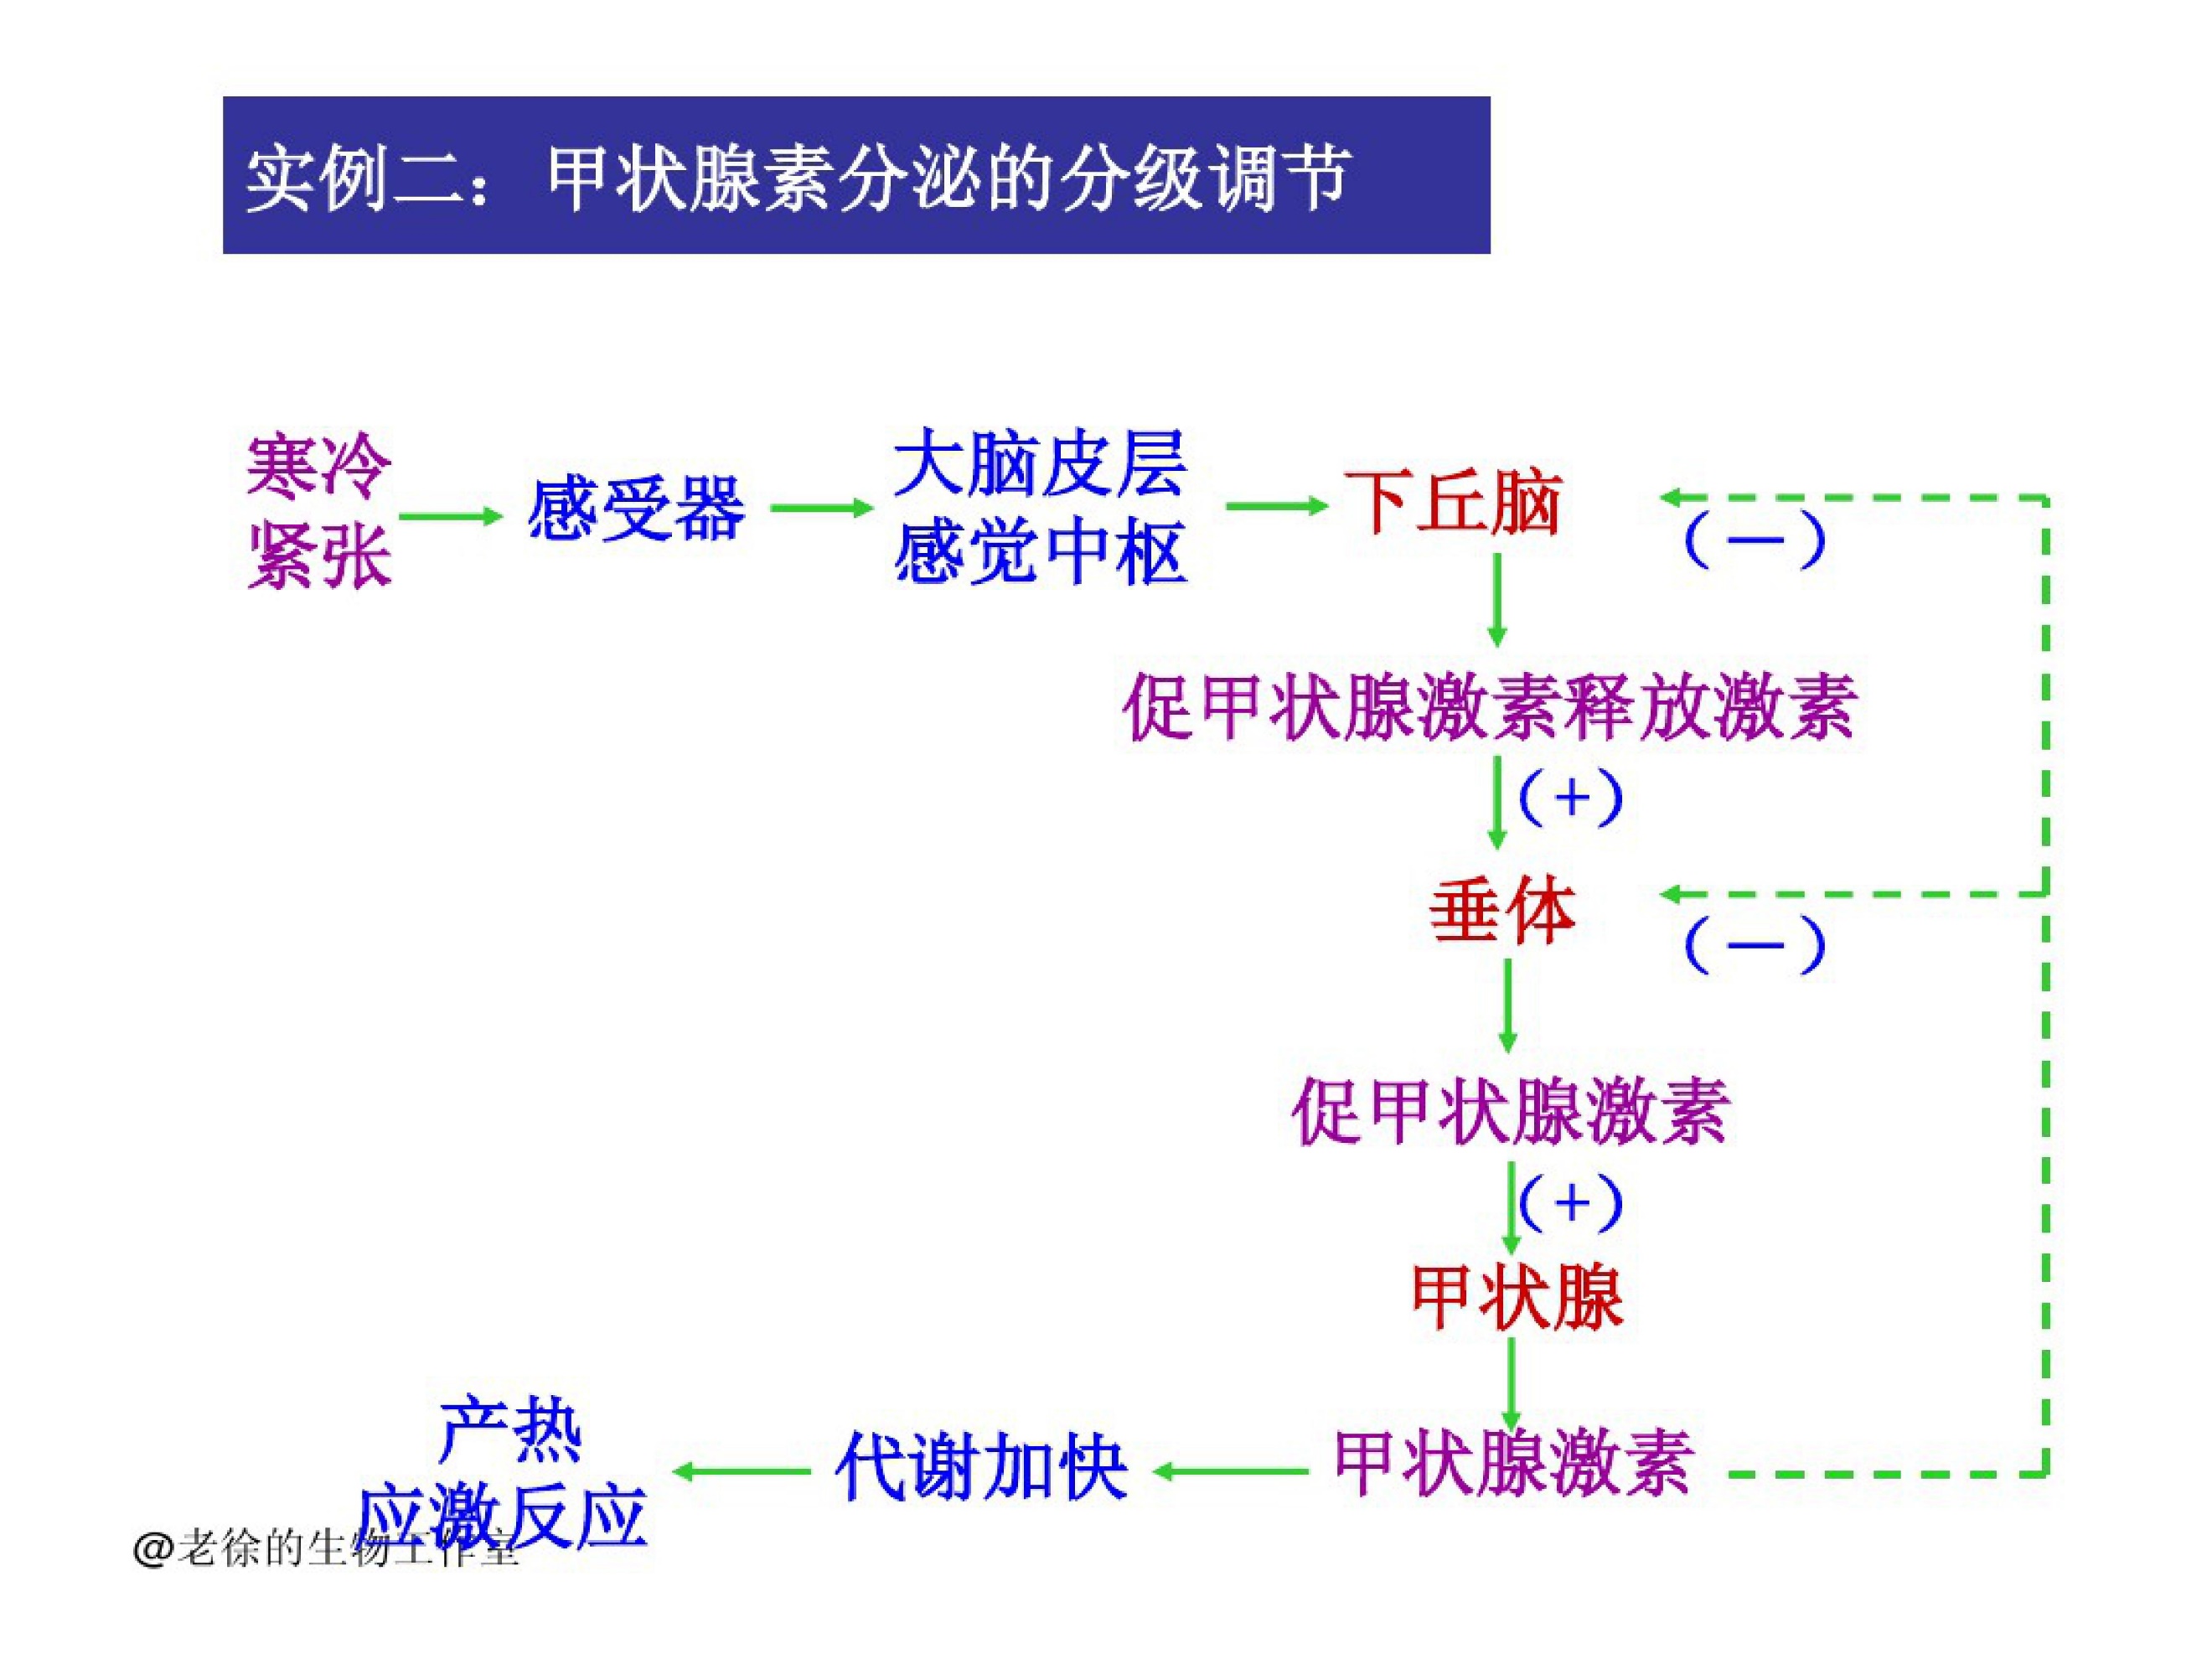 实例二： 甲状腺素分泌的分级调节
寒冷
紧张
感受器
大脑皮层
感觉中枢
下丘脑
（－）
促甲状腺激素释放激素
（+）
垂体
（－）
促甲状腺激素
（+）
甲状腺
甲状腺激素
代谢加快
产热
应激反应
@老徐的生物工作室